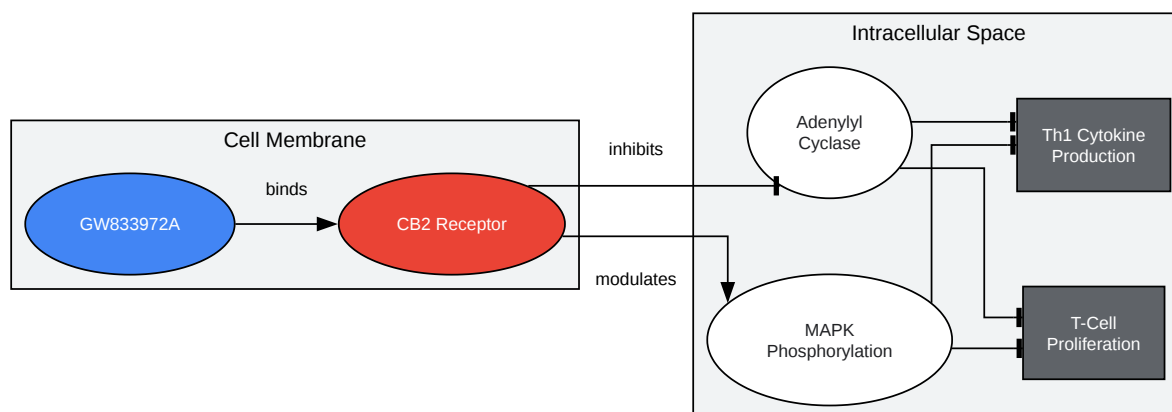 Intracellular Space
Adenylyl
Cyclase
Th1 Cytokine
Production
Cell Membrane
inhibits
binds
GW833972A
CB2 Receptor
modulates
MAPK
Phosphorylation
T-Cell
Proliferation